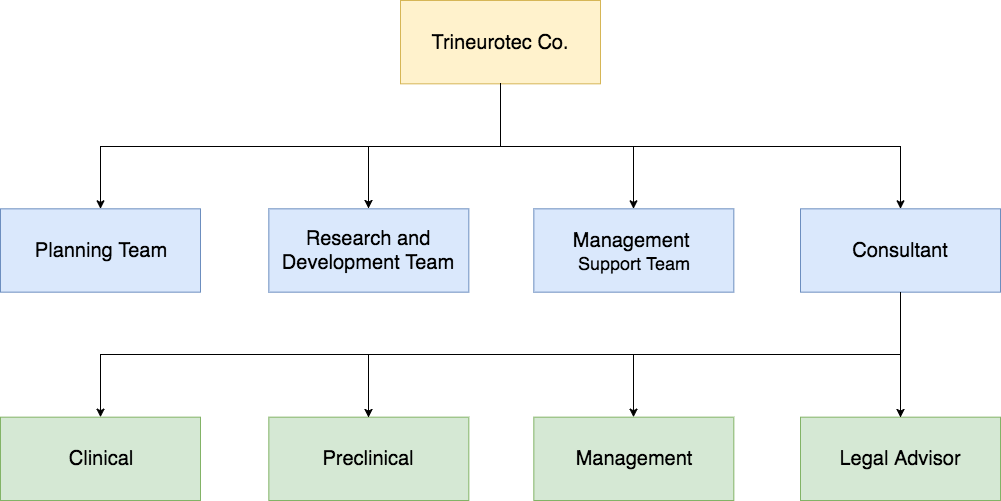 Trineurotec Co.
Planning Team
Research and
Development Team
Management
Support Team
Consultant
Clinical
Preclinical
Management
Legal Advisor